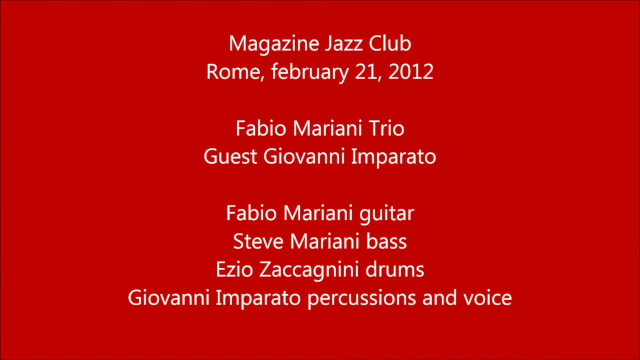 Magazine Jazz Club
Rome, february 21, 2012
Fabio Mariani Trio
Guest Giovanni Imparato
Fabio Mariani guitar
Steve Mariani bass
Ezio Zaccagnini drums
Giovanni Imparato percussions and voice